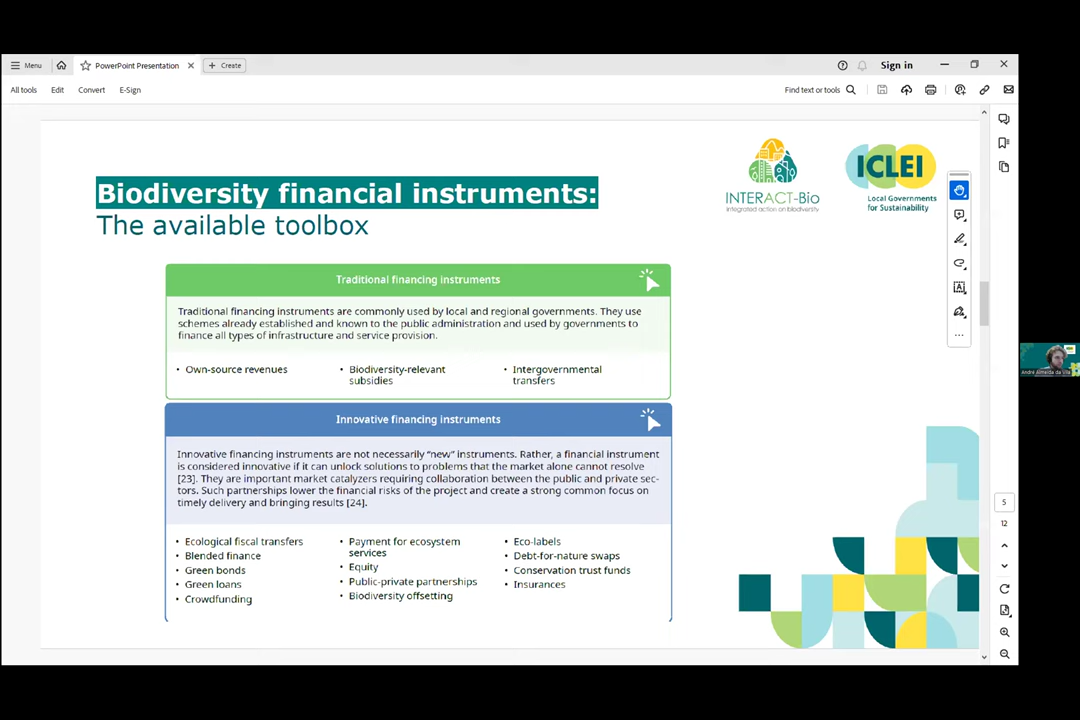 Menu
PowerPoint Presentation
Create
Sign in
All tools
Edit
Convert
E-Sign
Find text or tools
Biodiversity financial instruments:
The available toolbox
INTERACT-Bio
integrated action on biodiversity
ICLEI
Local Governments
for Sustainability
Traditional financing instruments
Traditional financing instruments are commonly used by local and regional governments. They use
schemes already established and known to the public administration and used by governments to
finance all types of infrastructure and service provision.
• Own-source revenues
• Biodiversity-relevant
subsidies
• Intergovernmental
transfers
Innovative financing instruments
Innovative financing instruments are not necessarily “new” instruments. Rather, a financial instrument
is considered innovative if it can unlock solutions to problems that the market alone cannot resolve
[23]. They are important market catalyzers requiring collaboration between the public and private sec-
tors. Such partnerships lower the financial risks of the project and create a strong common focus on
timely delivery and bringing results [24].
• Ecological fiscal transfers
• Blended finance
• Green bonds
• Green loans
• Crowdfunding
• Payment for ecosystem
services
• Equity
• Public-private partnerships
• Biodiversity offsetting
• Eco-labels
• Debt-for-nature swaps
• Conservation trust funds
• Insurances
5
12
André Almeida da Vila